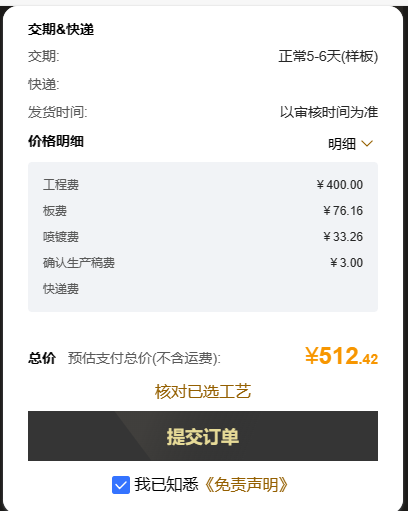 交期&快递
交期: 正常5-6天(样板)
快递:
发货时间: 以审核时间为准
价格明细 明细
工程费 ￥400.00
板费 ￥76.16
喷镀费 ￥33.26
确认生产稿费 ￥3.00
快递费
总价 预估支付总价(不含运费): ¥512.42
核对已选工艺
提交订单
我已知悉《免责声明》